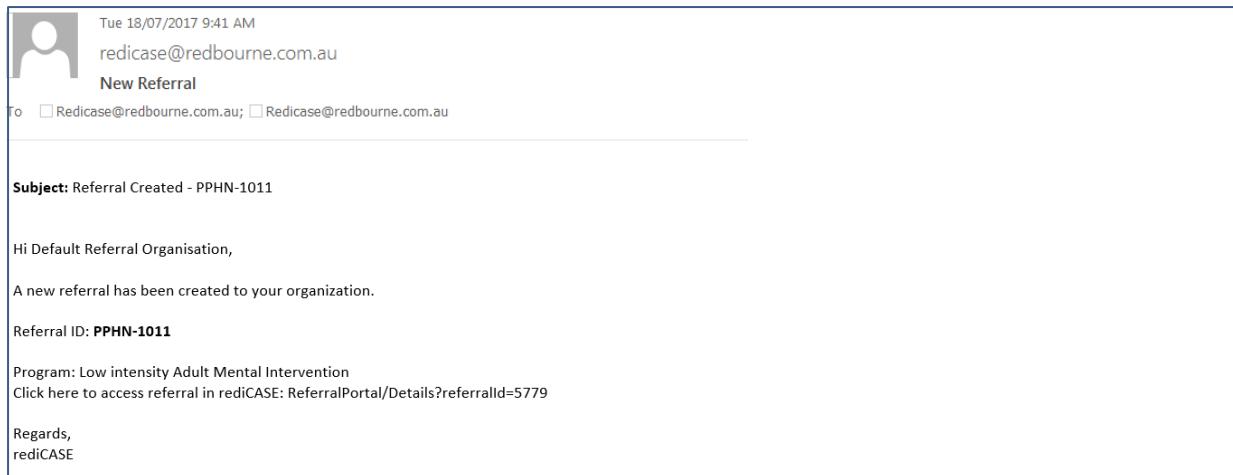 Tue 18/07/2017 9:41 AM
redicase@redbourne.com.au
New Referral
To Redicase@redbourne.com.au; Redicase@redbourne.com.au
Subject: Referral Created - PPHN-1011
Hi Default Referral Organisation,
A new referral has been created to your organization.
Referral ID: PPHN-1011
Program: Low intensity Adult Mental Intervention
Click here to access referral in rediCASE: ReferralPortal/Details?referralId=5779
Regards,
rediCASE